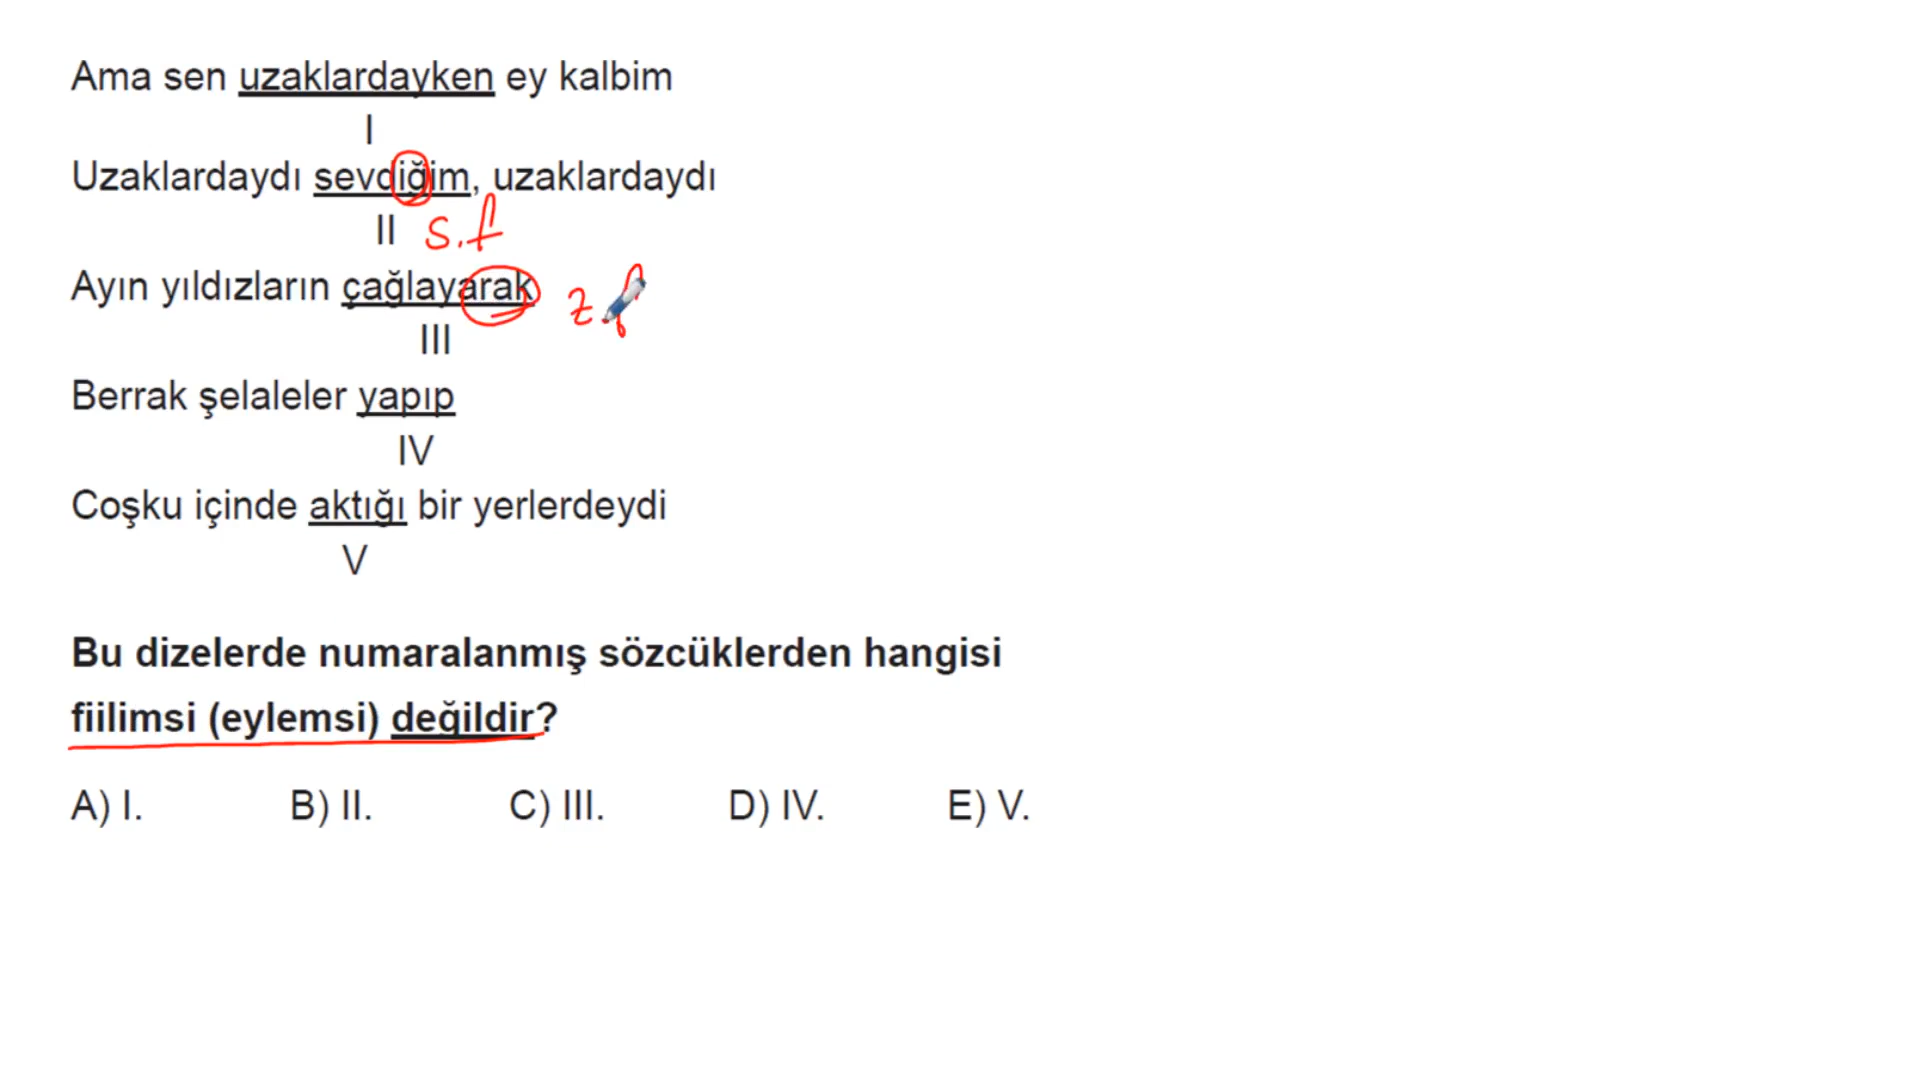 Ama sen uzaklardayken ey kalbim
I
Uzaklardaydı sevdiğim, uzaklardaydı
II s.f
Ayın yıldızların çağlayarak z.f
III
Berrak şelaleler yapıp
IV
Coşku içinde aktığı bir yerlerdeydi
V
Bu dizelerde numaralanmış sözcüklerden hangisi
fiilimsi (eylemsi) değildir?
A) I. B) II. C) III. D) IV. E) V.